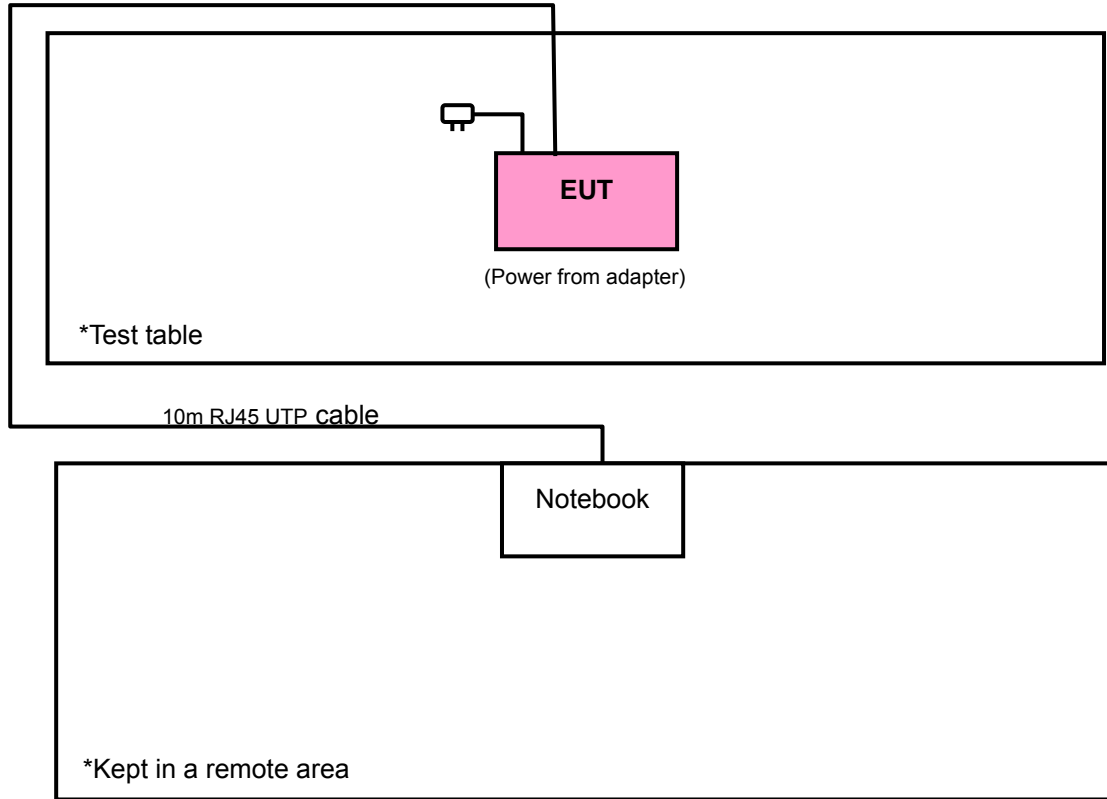 EUT
(Power from adapter)
*Test table
10m RJ45 UTP cable
Notebook
*Kept in a remote area